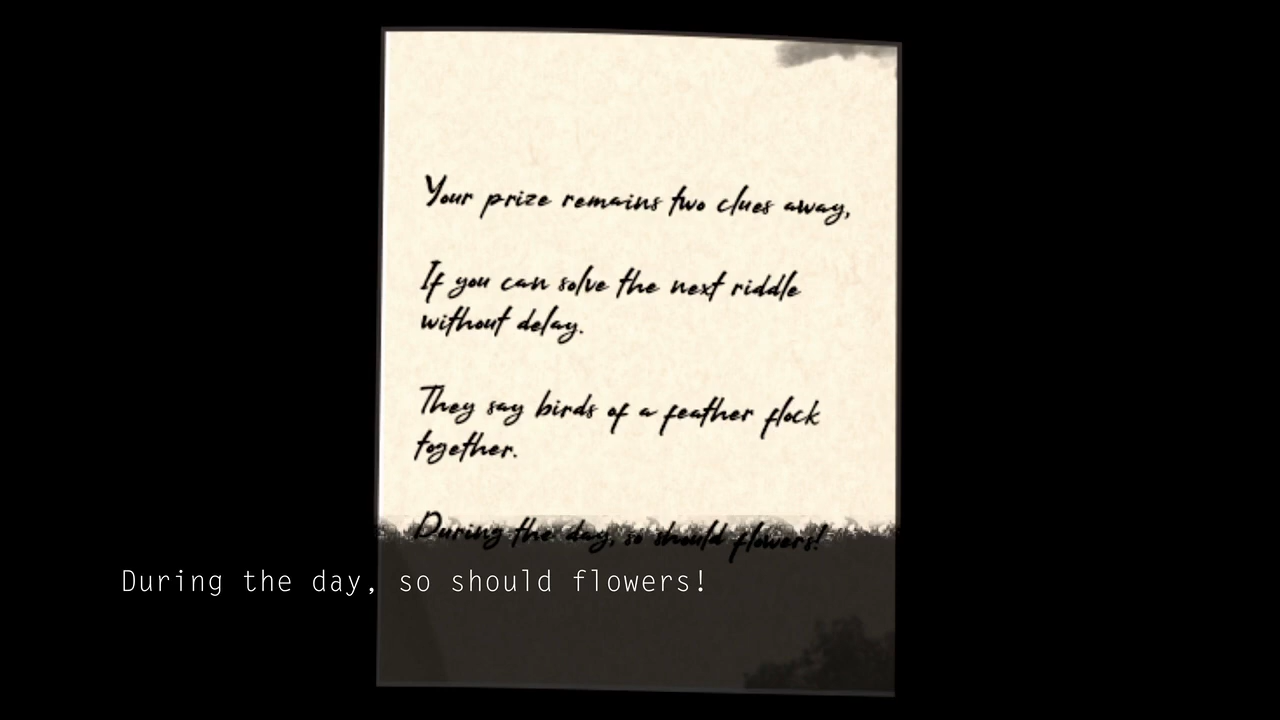 Your prize remains two clues away,
If you can solve the next riddle
without delay.
They say birds of a feather flock
together.
During the day, so should flowers!
During the day, so should flowers!